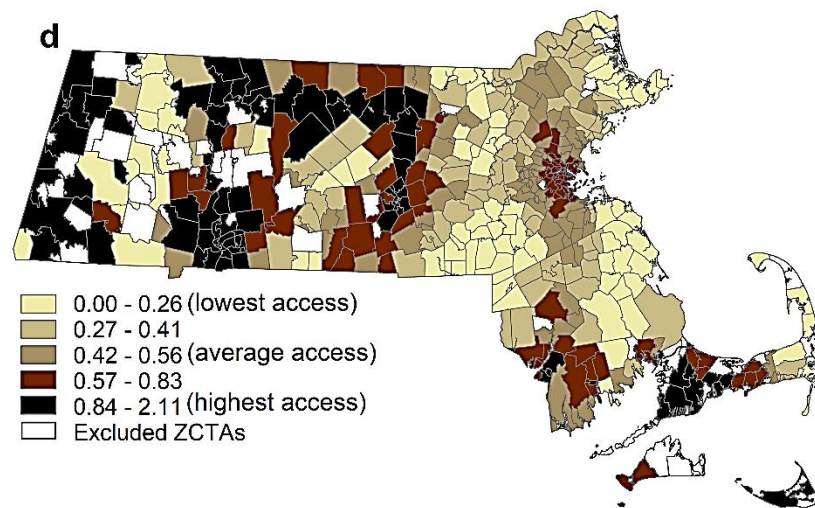 d
0.00 - 0.26 (lowest access)
0.27 - 0.41
0.42 - 0.56 (average access)
0.57 - 0.83
0.84 - 2.11 (highest access)
Excluded ZCTAs